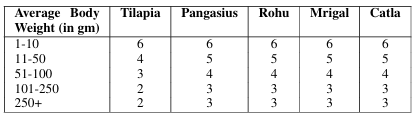 Average Body Weight (in gm) Tilapia Pangasius Rohu Mrigal Catla
1-10 6 6 6 6 6
11-50 4 5 5 5 5
51-100 3 4 4 4 4
101-250 2 3 3 3 3
250+ 2 3 3 3 3